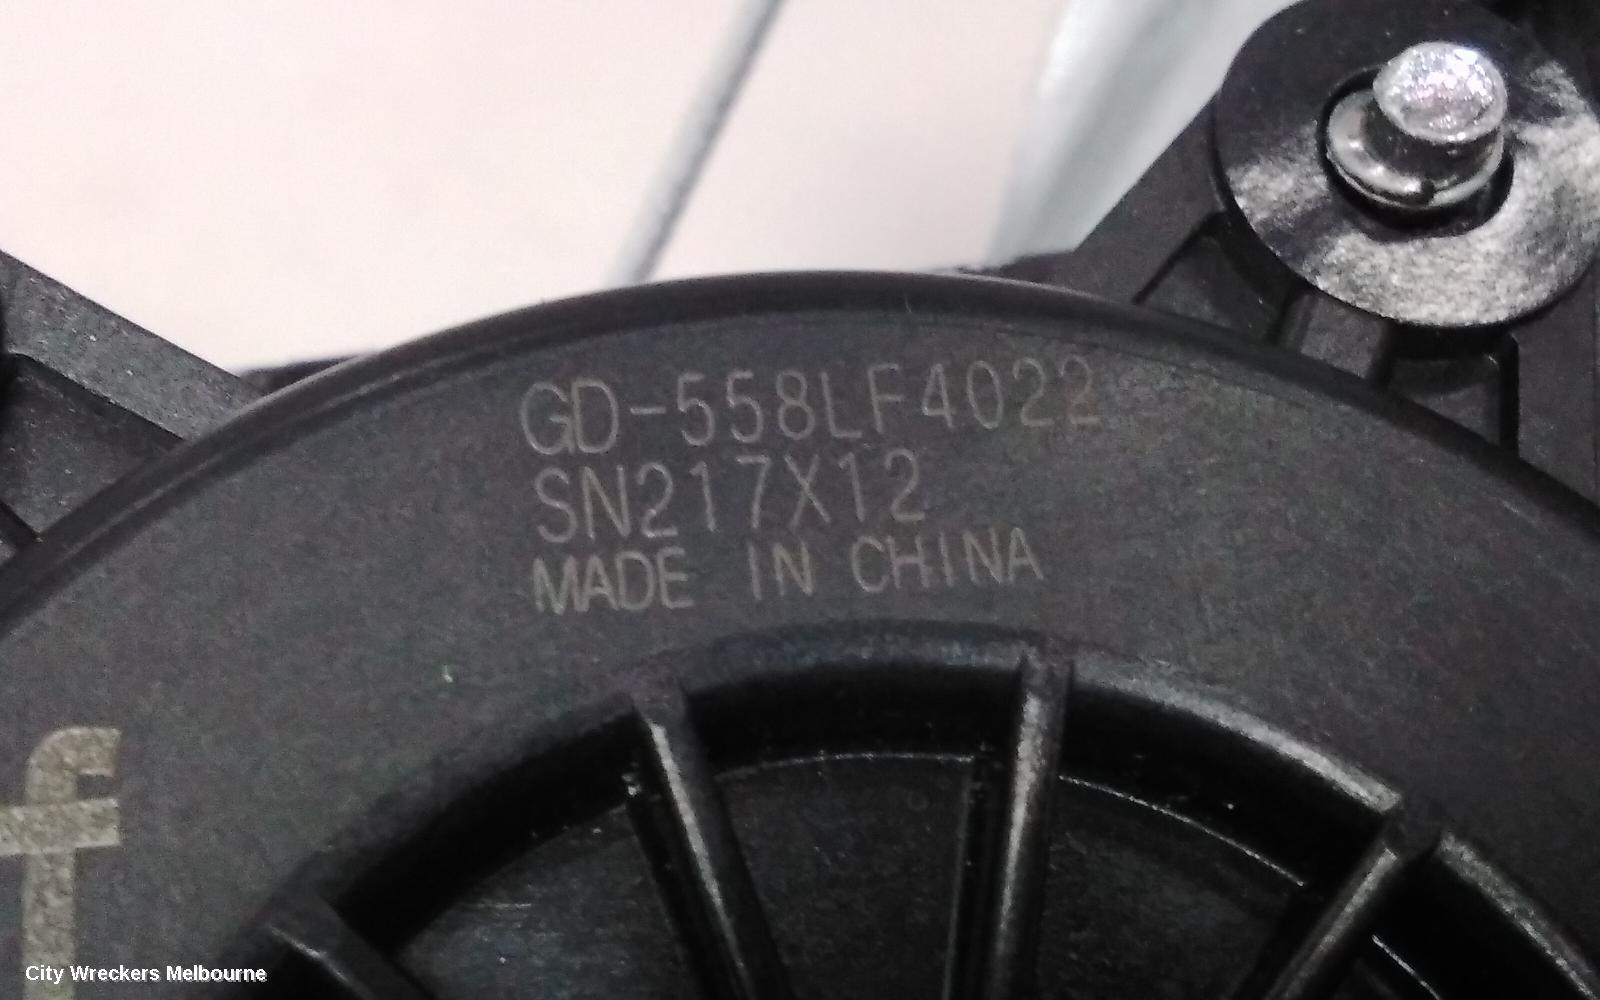 GD-558LF4022
SN217X12
MADE IN CHINA
f
City Wreckers Melbourne